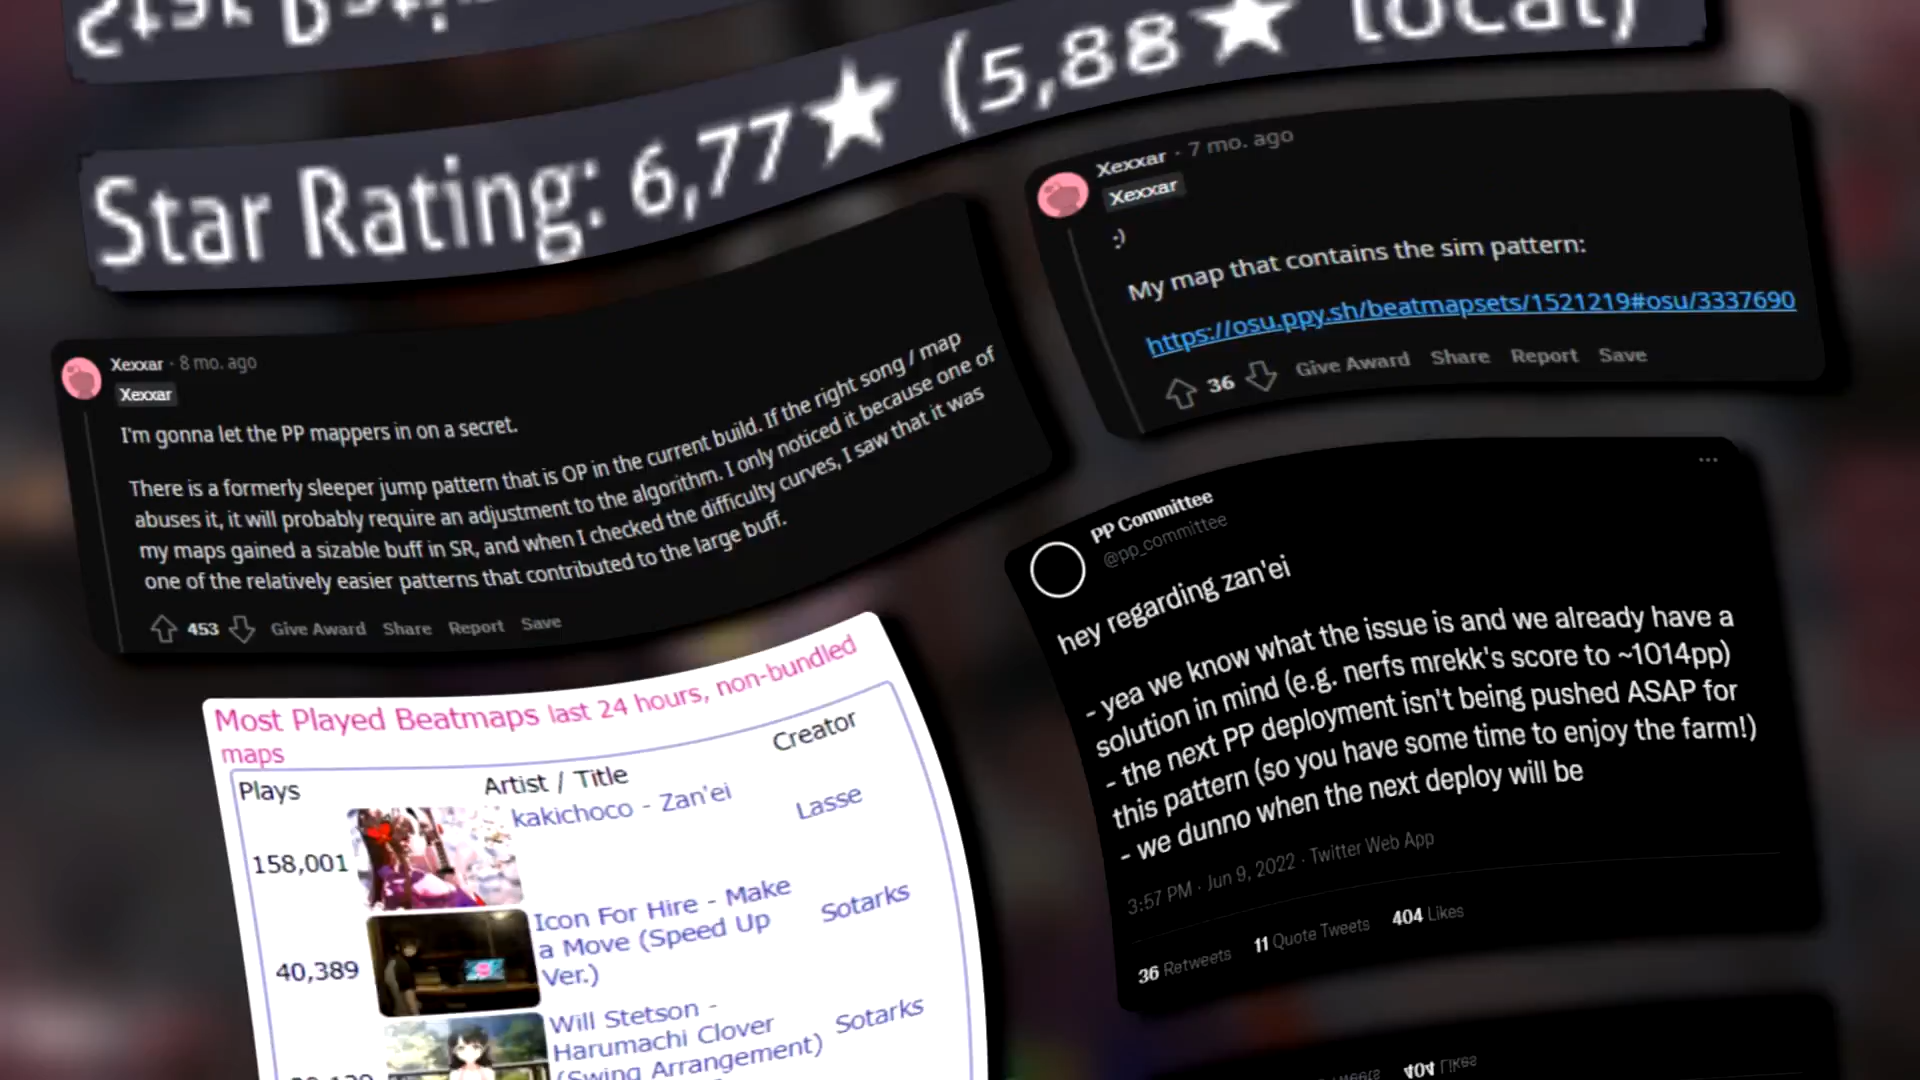 Star Rating: 6,77★ (5,88★ local)
Xexxar · 7 mo. ago
Xexxar
:)
My map that contains the sim pattern:
https://osu.ppy.sh/beatmapsets/1521219#osu/3337690
36 Give Award Share Report Save
Xexxar · 8 mo. ago
Xexxar
I'm gonna let the PP mappers in on a secret.
There is a formerly sleeper jump pattern that is OP in the current build. If the right song / map
abuses it, it will probably require an adjustment to the algorithm. I only noticed it because one of
my maps gained a sizable buff in SR, and when I checked the difficulty curves, I saw that it was
one of the relatively easier patterns that contributed to the large buff.
453 Give Award Share Report Save
PP Committee
@pp_committee
hey regarding zan'ei
- yea we know what the issue is and we already have a
solution in mind (e.g. nerfs mrekk's score to ~1014pp)
- the next PP deployment isn't being pushed ASAP for
this pattern (so you have some time to enjoy the farm!)
- we dunno when the next deploy will be
3:57 PM · Jun 9, 2022 · Twitter Web App
36 Retweets 11 Quote Tweets 404 Likes
Most Played Beatmaps last 24 hours, non-bundled
maps
Plays Artist / Title Creator
158,001 kakichoco - Zan'ei Lasse
40,389 Icon For Hire - Make
a Move (Speed Up
Ver.) Sotarks
Will Stetson -
Harumachi Clover
(Swing Arrangement) Sotarks
404 Likes